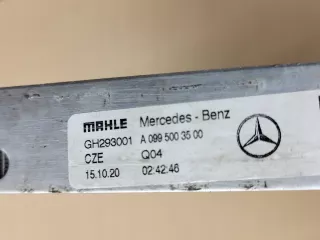 MAHLE Mercedes - Benz
GH293001 A 099 500 35 00
CZE Q04
15.10.20 02:42:46